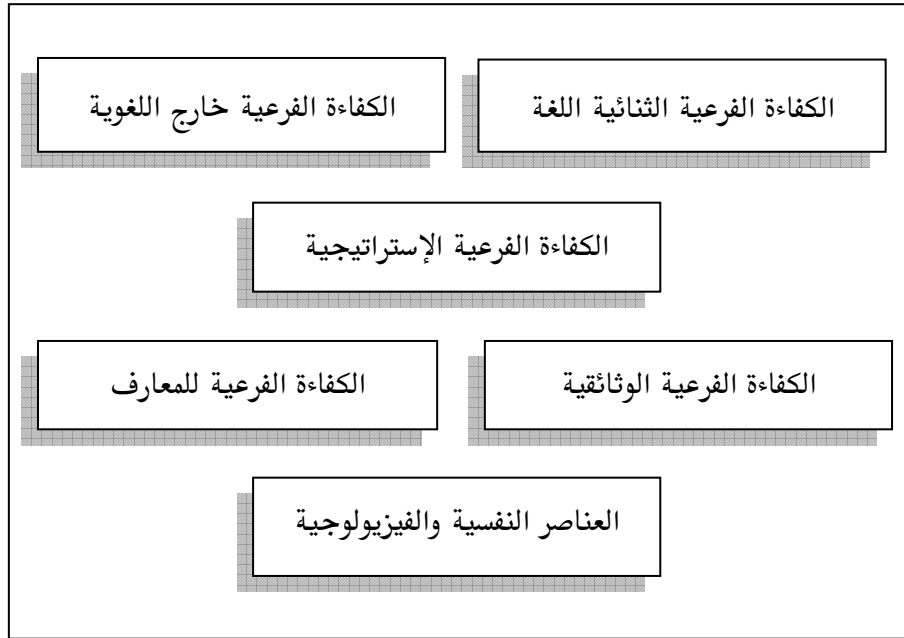 الكفاءة الفرعية الثنائية اللغة
الكفاءة الفرعية خارج اللغوية
الكفاءة الفرعية الإستراتيجية
الكفاءة الفرعية الوثائقية
الكفاءة الفرعية للمعارف
العناصر النفسية والفيزيولوجية